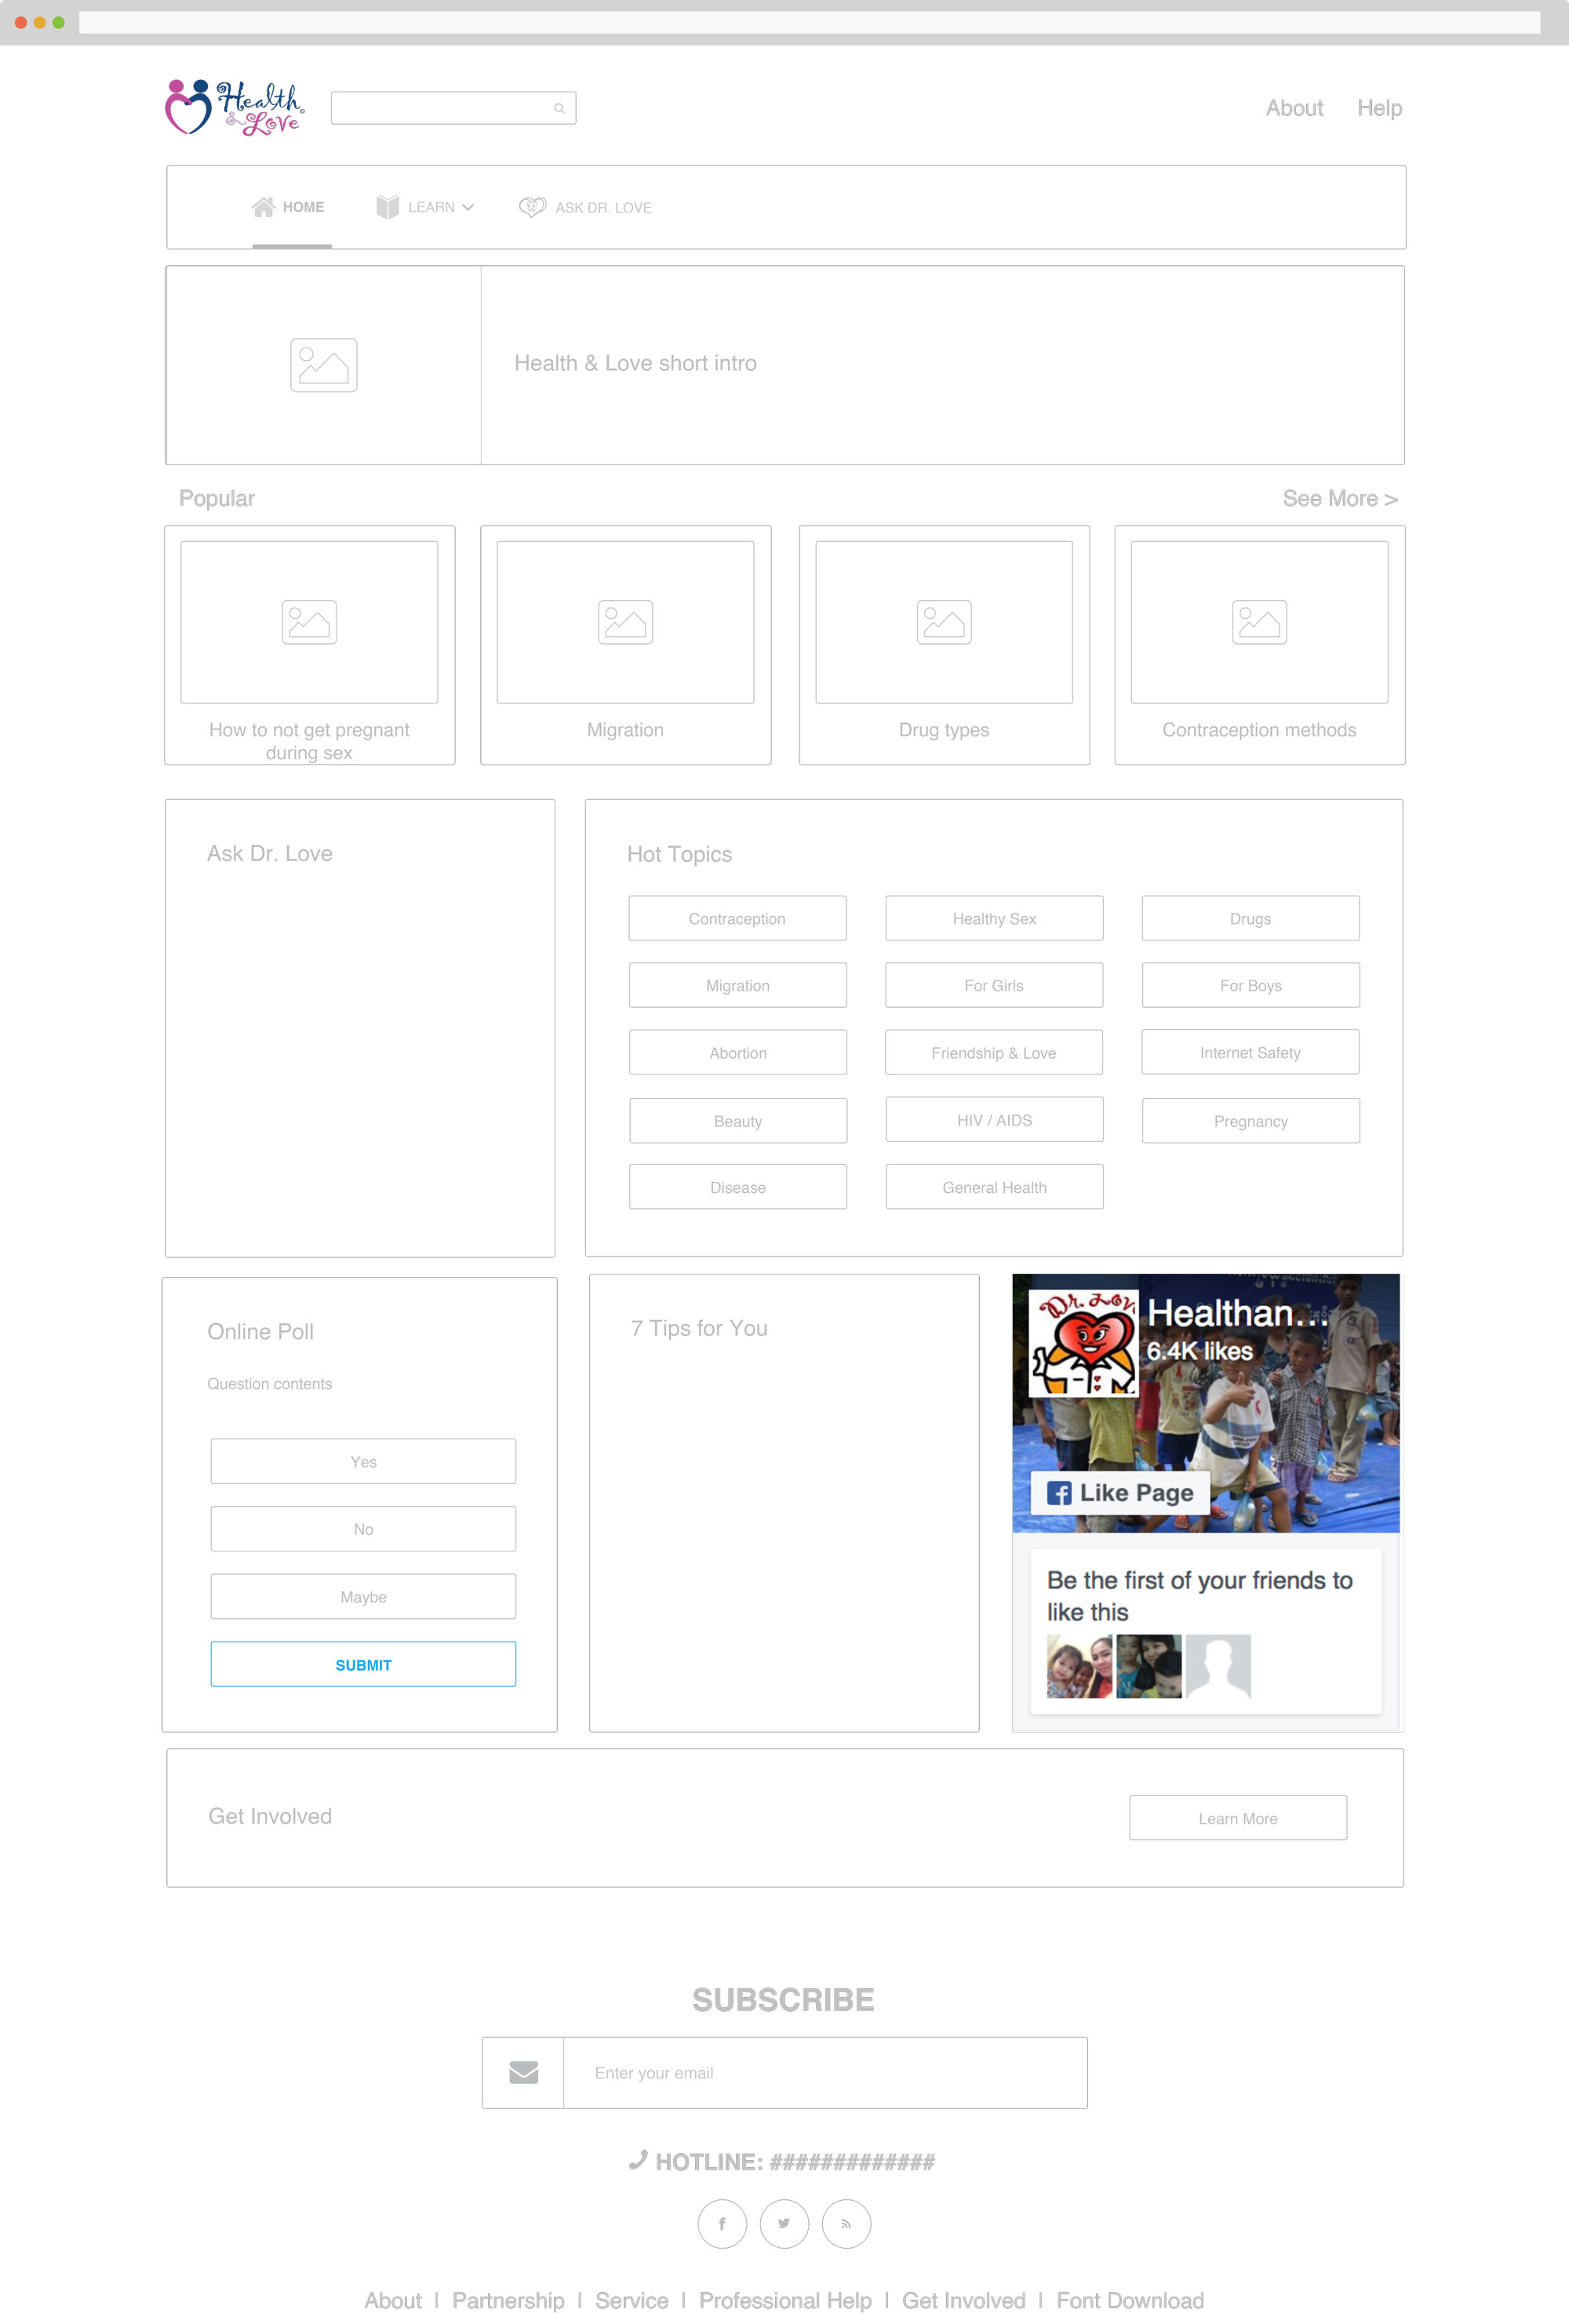 Health
& Love
About Help
HOME LEARN ASK DR. LOVE
Health & Love short intro
Popular See More >
How to not get pregnant
during sex
Migration
Drug types
Contraception methods
Ask Dr. Love
Hot Topics
Contraception Healthy Sex Drugs
Migration For Girls For Boys
Abortion Friendship & Love Internet Safety
Beauty HIV / AIDS Pregnancy
Disease General Health
Online Poll
Question contents
Yes
No
Maybe
SUBMIT
7 Tips for You
Dr. Lov
Healthan...
6.4K likes
Like Page
Be the first of your friends to
like this
Get Involved Learn More
SUBSCRIBE
Enter your email
HOTLINE: #############
About | Partnership | Service | Professional Help | Get Involved | Font Download